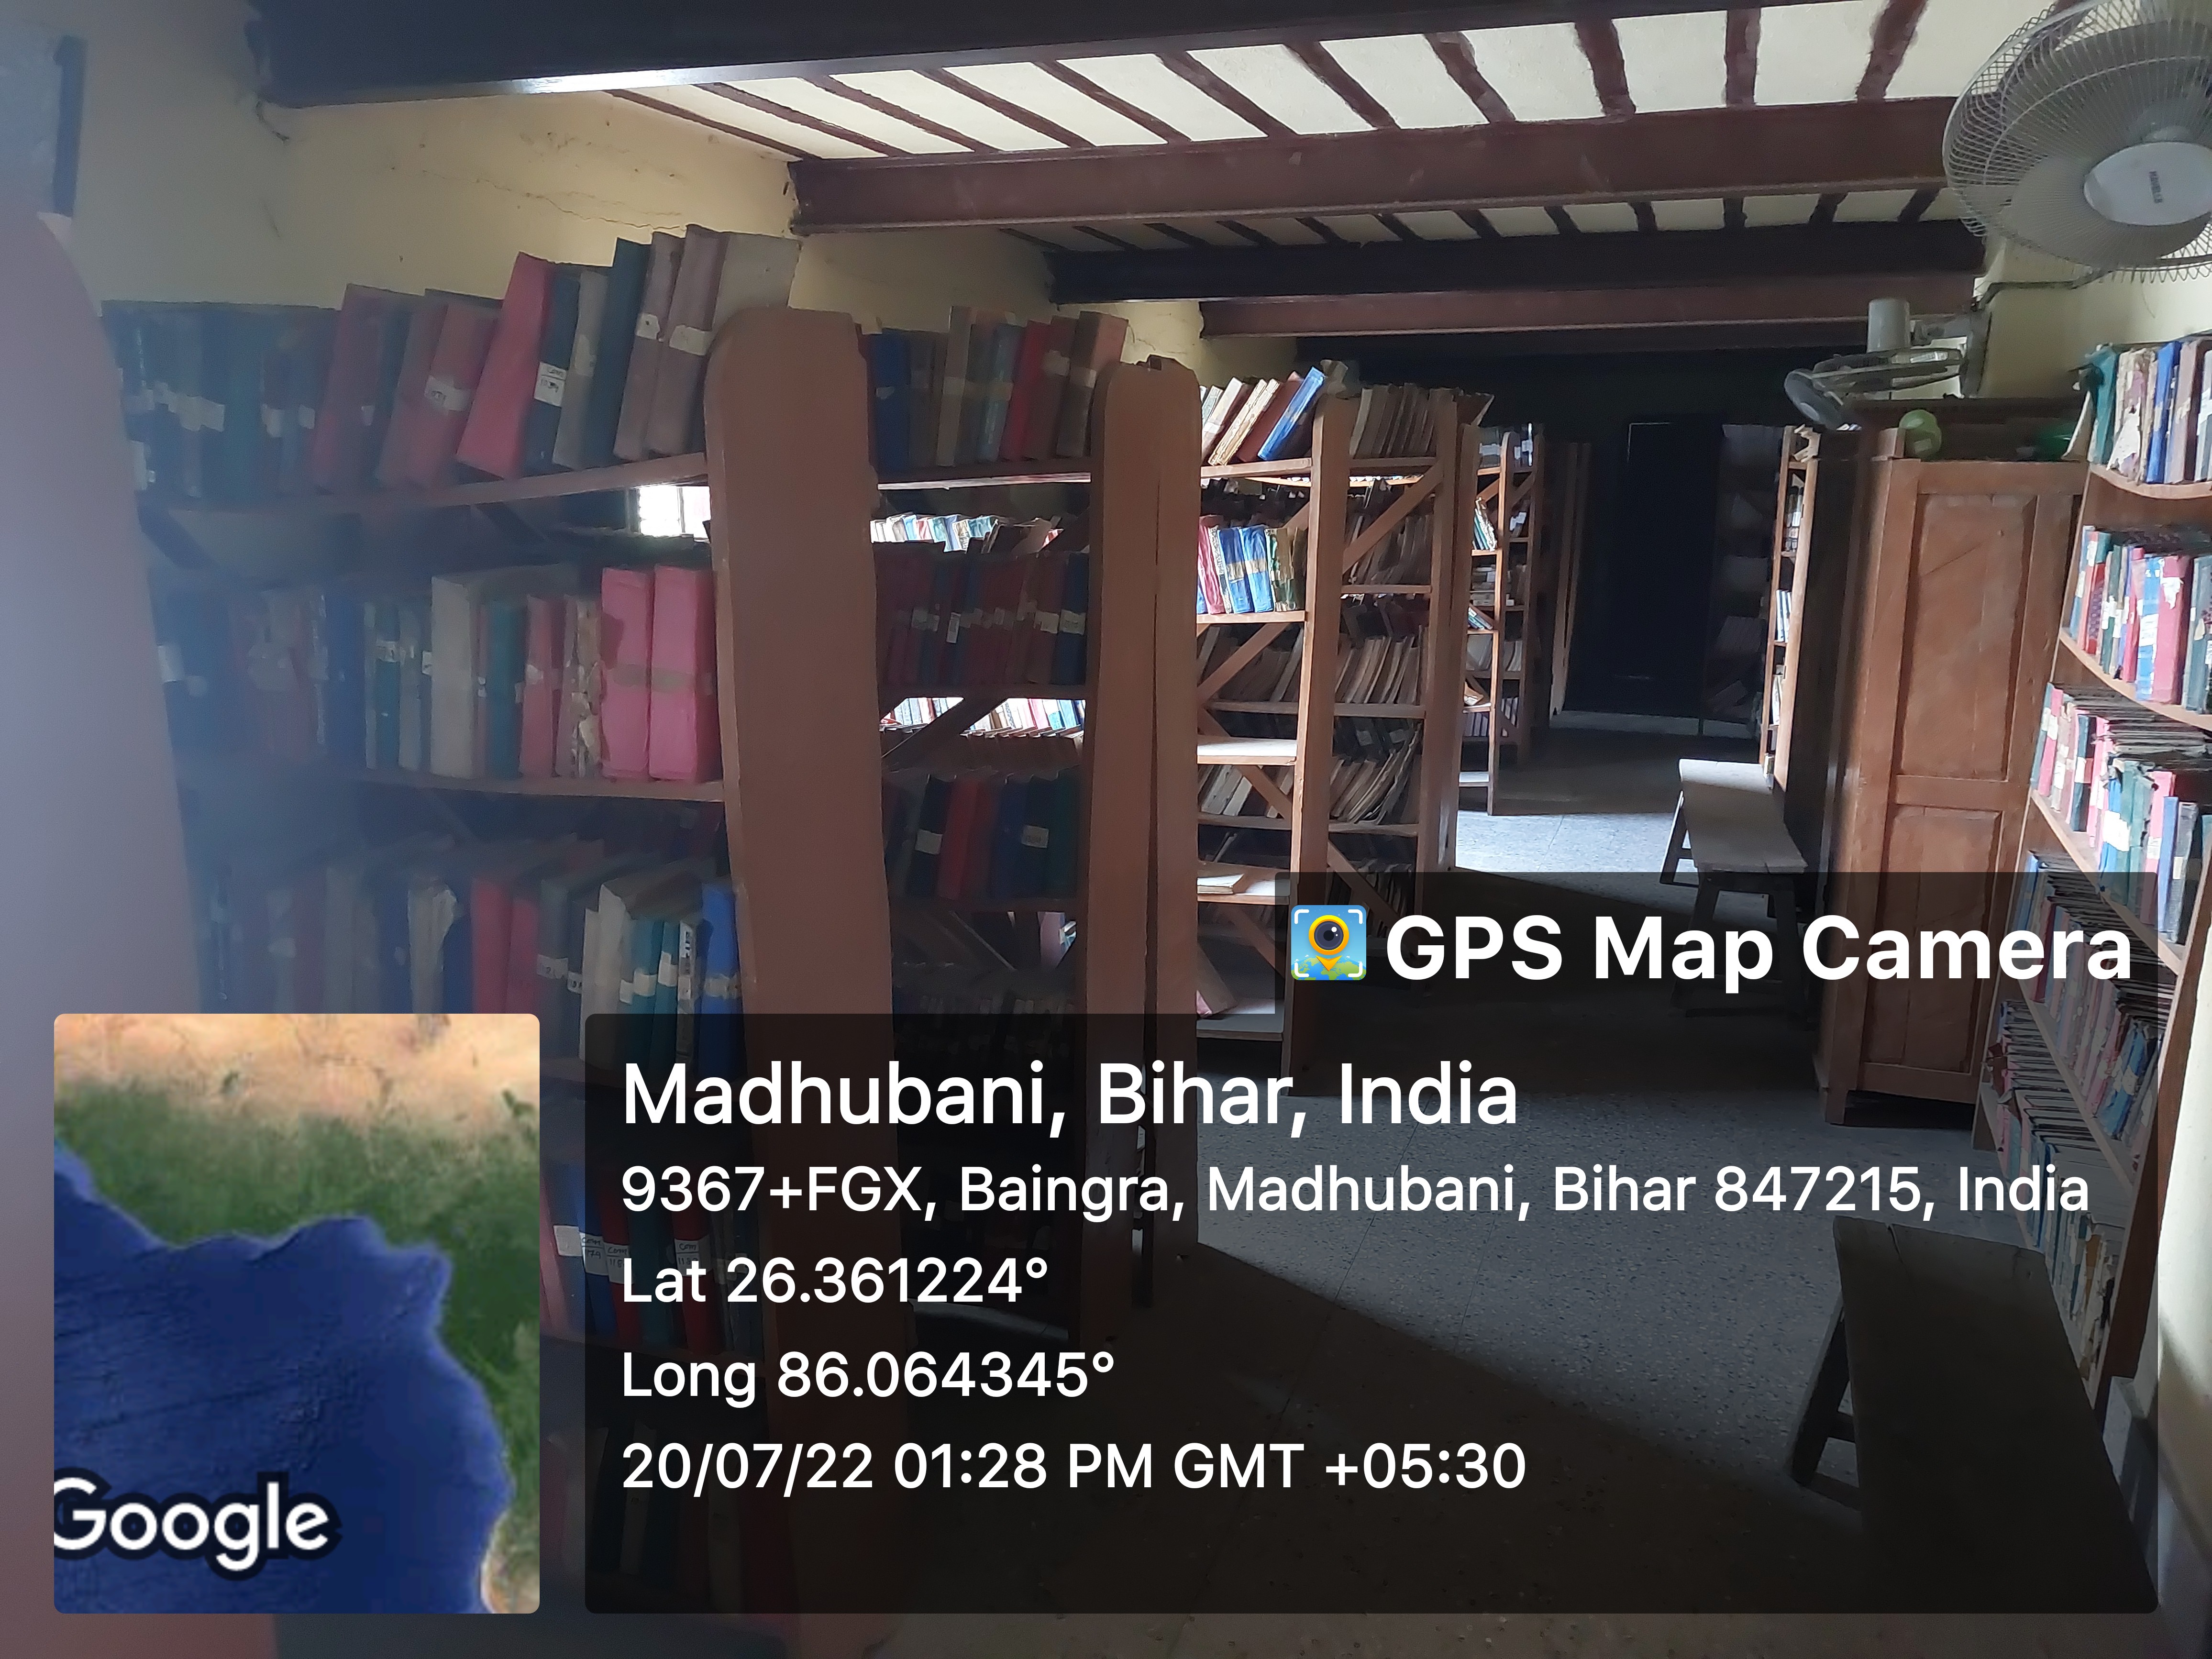 GPS Map Camera
Madhubani, Bihar, India
9367+FGX, Baingra, Madhubani, Bihar 847215, India
Lat 26.361224°
Long 86.064345°
20/07/22 01:28 PM GMT +05:30
Google